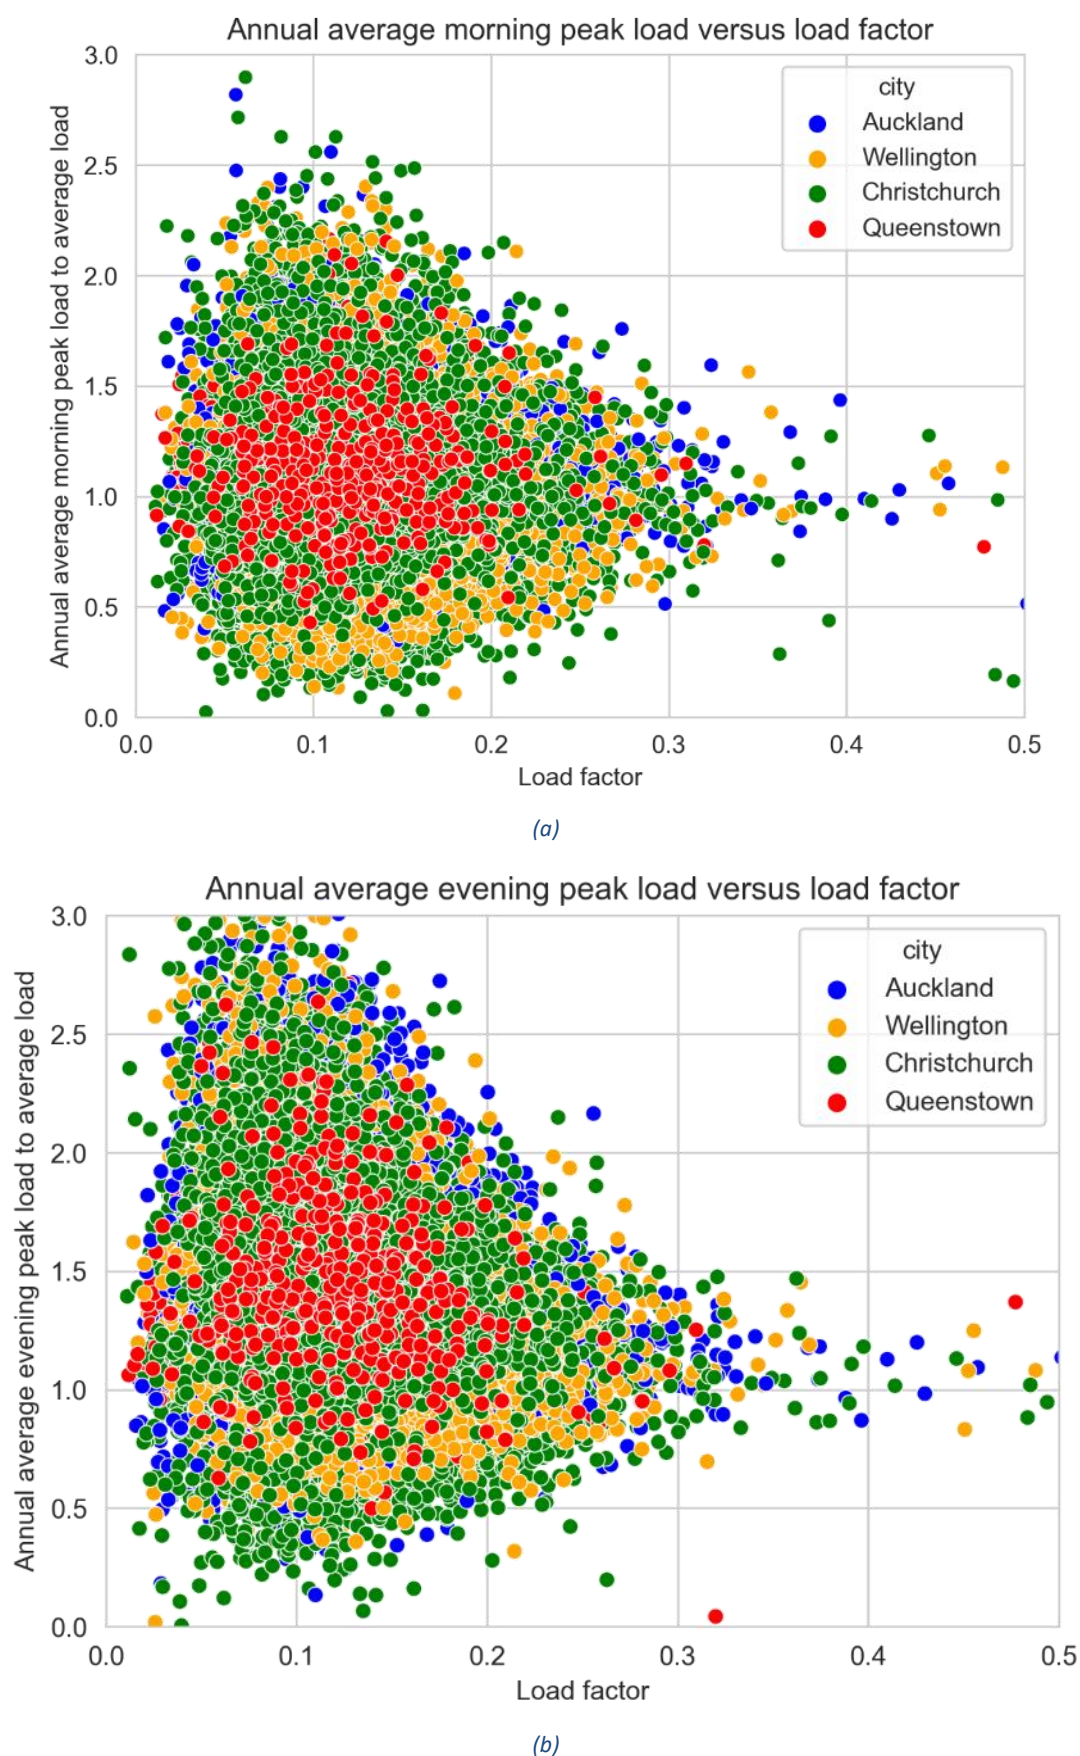 Annual average morning peak load versus load factor
Annual average morning peak load to average load
3.0
2.5
2.0
1.5
1.0
0.5
0.0
city
Auckland
Wellington
Christchurch
Queenstown
0.0 0.1 0.2 0.3 0.4 0.5
Load factor
(a)
Annual average evening peak load versus load factor
Annual average evening peak load to average load
3.0
2.5
2.0
1.5
1.0
0.5
0.0
city
Auckland
Wellington
Christchurch
Queenstown
0.0 0.1 0.2 0.3 0.4 0.5
Load factor
(b)